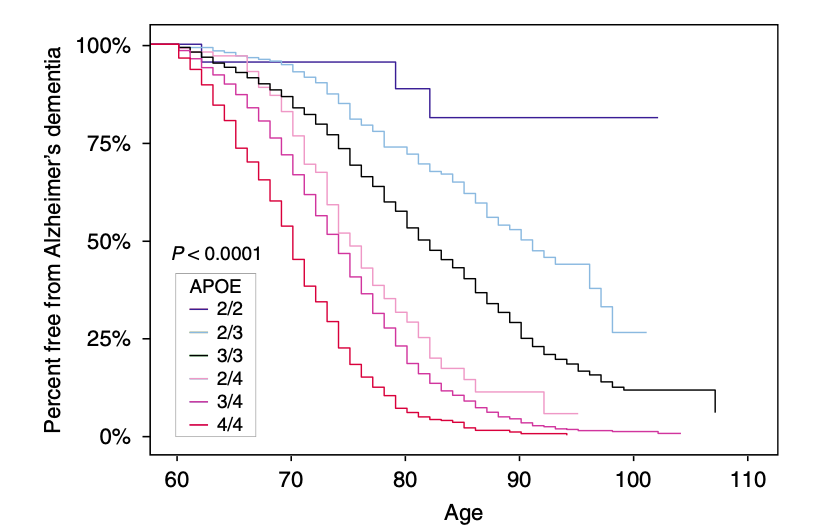 Percent free from Alzheimer's dementia
100%
75%
50%
25%
0%
P < 0.0001
APOE
2/2
2/3
3/3
2/4
3/4
4/4
60 70 80 90 100 110
Age